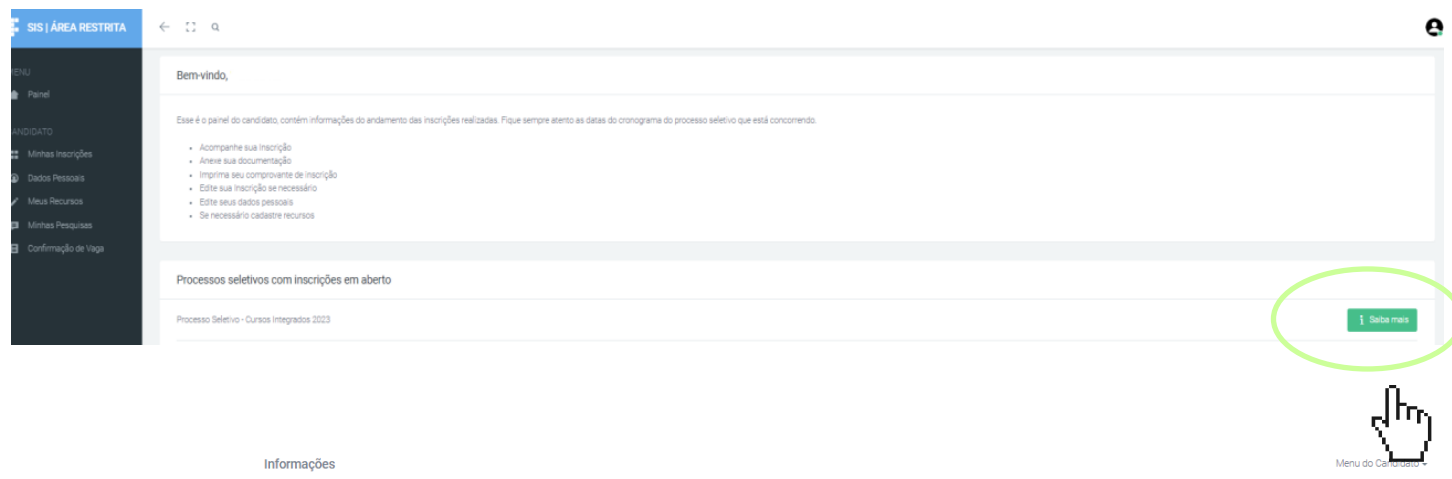 SIS | ÁREA RESTRITA
MENU
Painel
CANDIDATO
Minhas Inscrições
Dados Pessoais
Meus Recursos
Minhas Pesquisas
Confirmação de Vaga
Bem-vindo,
Esse é o painel do candidato, contém informações do andamento das inscrições realizadas. Fique sempre atento as datas do cronograma do processo seletivo que está concorrendo.
Acompanhe sua Inscrição
Anexe sua documentação
Imprima seu comprovante de inscrição
Edite sua Inscrição se necessário
Edite seus dados pessoais
Se necessário cadastre recursos
Processos seletivos com inscrições em aberto
Processo Seletivo - Cursos Integrados 2023
Saiba mais
Informações
Menu do Candidato